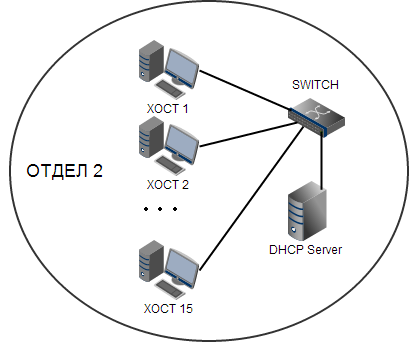 SWITCH
ХОСТ 1
ОТДЕЛ 2
ХОСТ 2
. . .
DHCP Server
ХОСТ 15